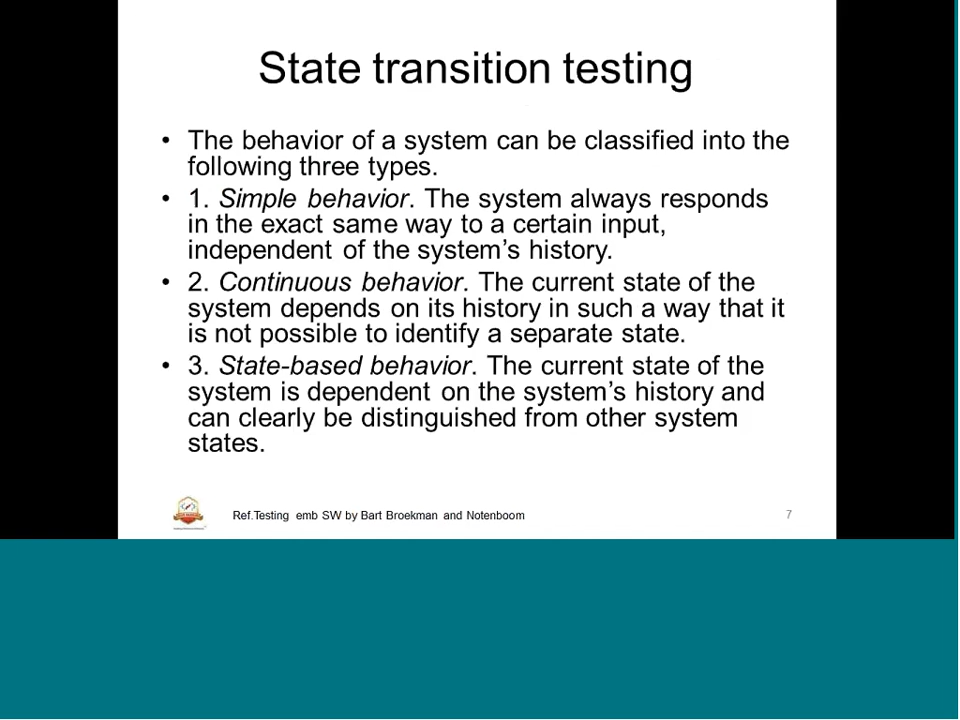 State transition testing
• The behavior of a system can be classified into the
following three types.
• 1. Simple behavior. The system always responds
in the exact same way to a certain input,
independent of the system’s history.
• 2. Continuous behavior. The current state of the
system depends on its history in such a way that it
is not possible to identify a separate state.
• 3. State-based behavior. The current state of the
system is dependent on the system’s history and
can clearly be distinguished from other system
states.
Ref.Testing emb SW by Bart Broekman and Notenboom
7